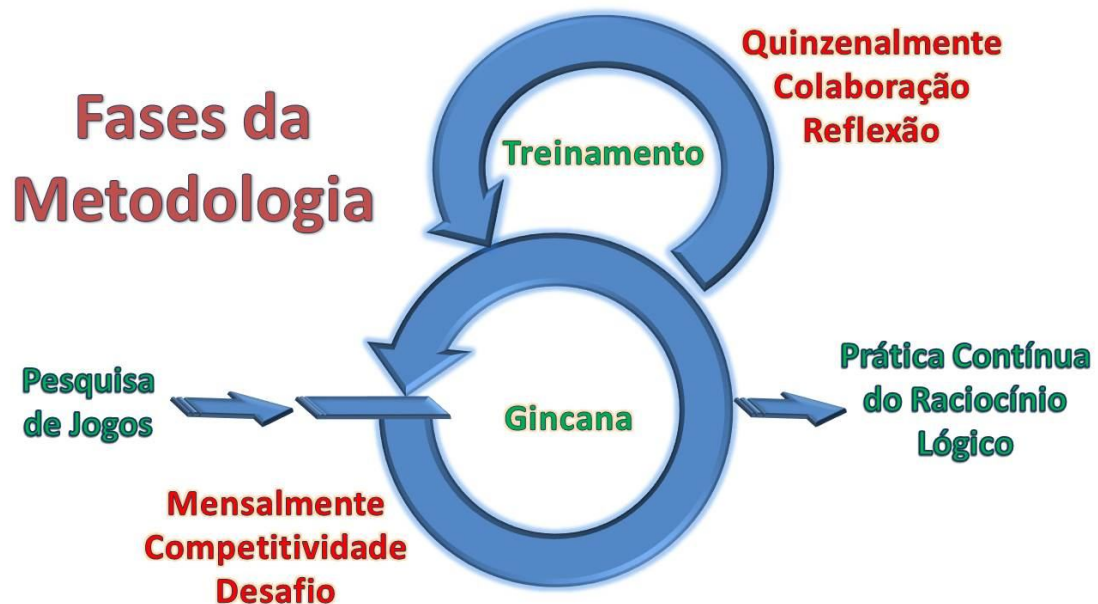 Fases da
Metodologia
Quinzenalmente
Colaboração
Reflexão
Treinamento
Pesquisa
de Jogos
Gincana
Prática Contínua
do Raciocínio
Lógico
Mensalmente
Competitividade
Desafio